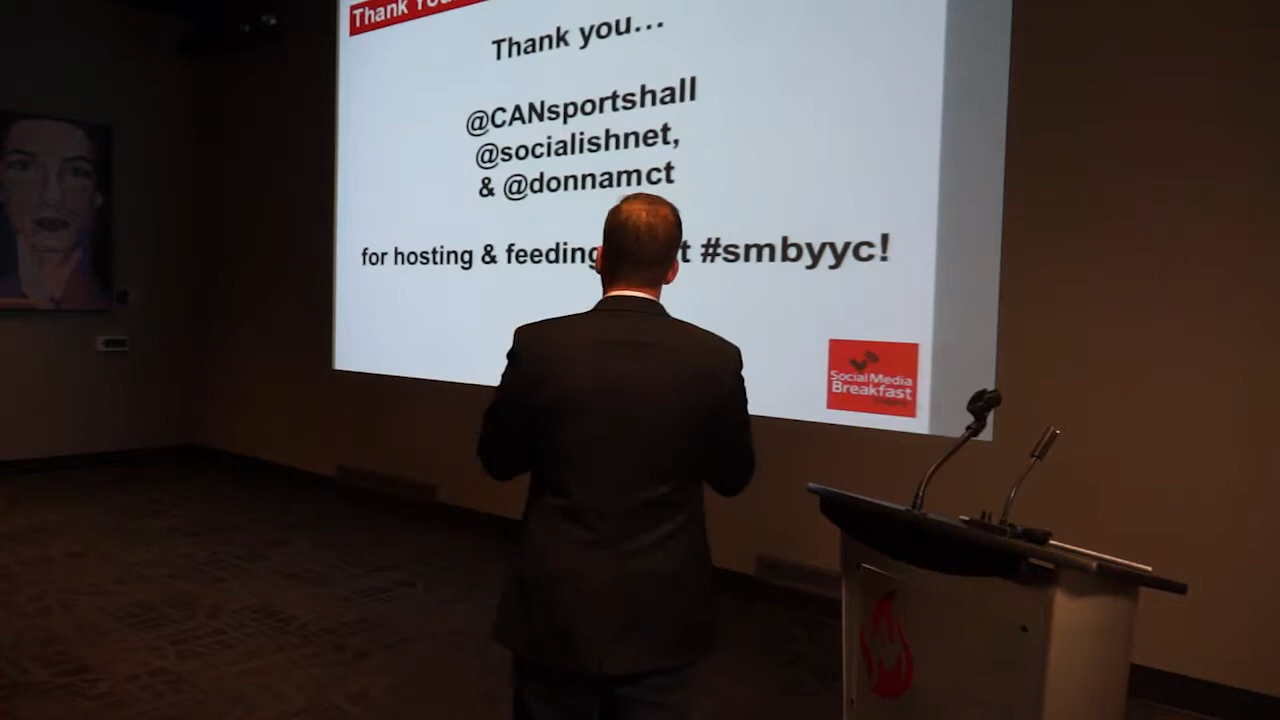 Thank You
Thank you...
@CANsportshall
@socialishnet,
& @donnamct
for hosting & feeding #smbyyc!
Social Media
Breakfast